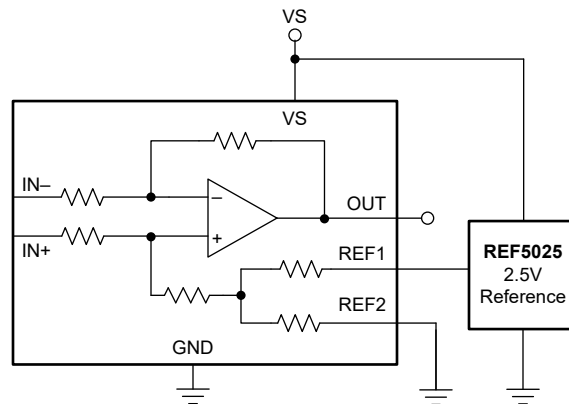 VS
VS
IN–
OUT
IN+
REF1
REF5025
2.5V
Reference
REF2
GND